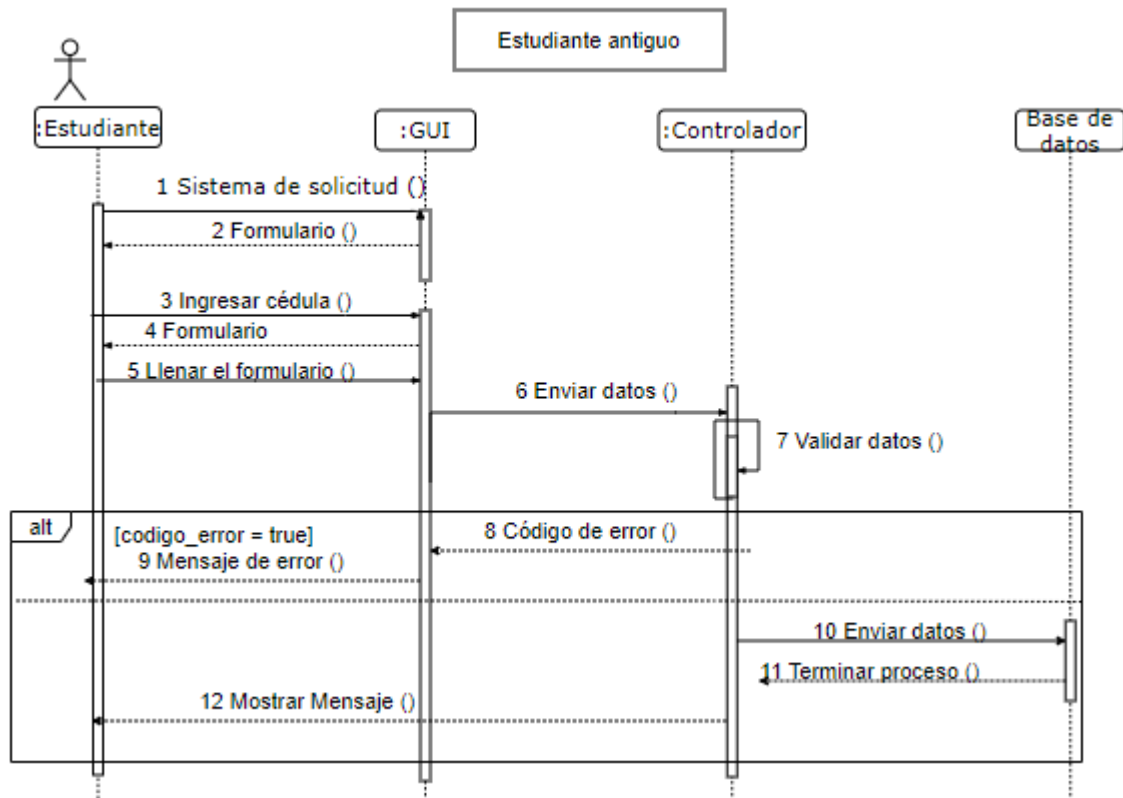 Estudiante antiguo
:Estudiante
:GUI
:Controlador
Base de
datos
1 Sistema de solicitud ()
2 Formulario ()
3 Ingresar cédula ()
4 Formulario
5 Llenar el formulario ()
6 Enviar datos ()
7 Validar datos ()
alt
[codigo_error = true]
8 Código de error ()
9 Mensaje de error ()
10 Enviar datos ()
11 Terminar proceso ()
12 Mostrar Mensaje ()